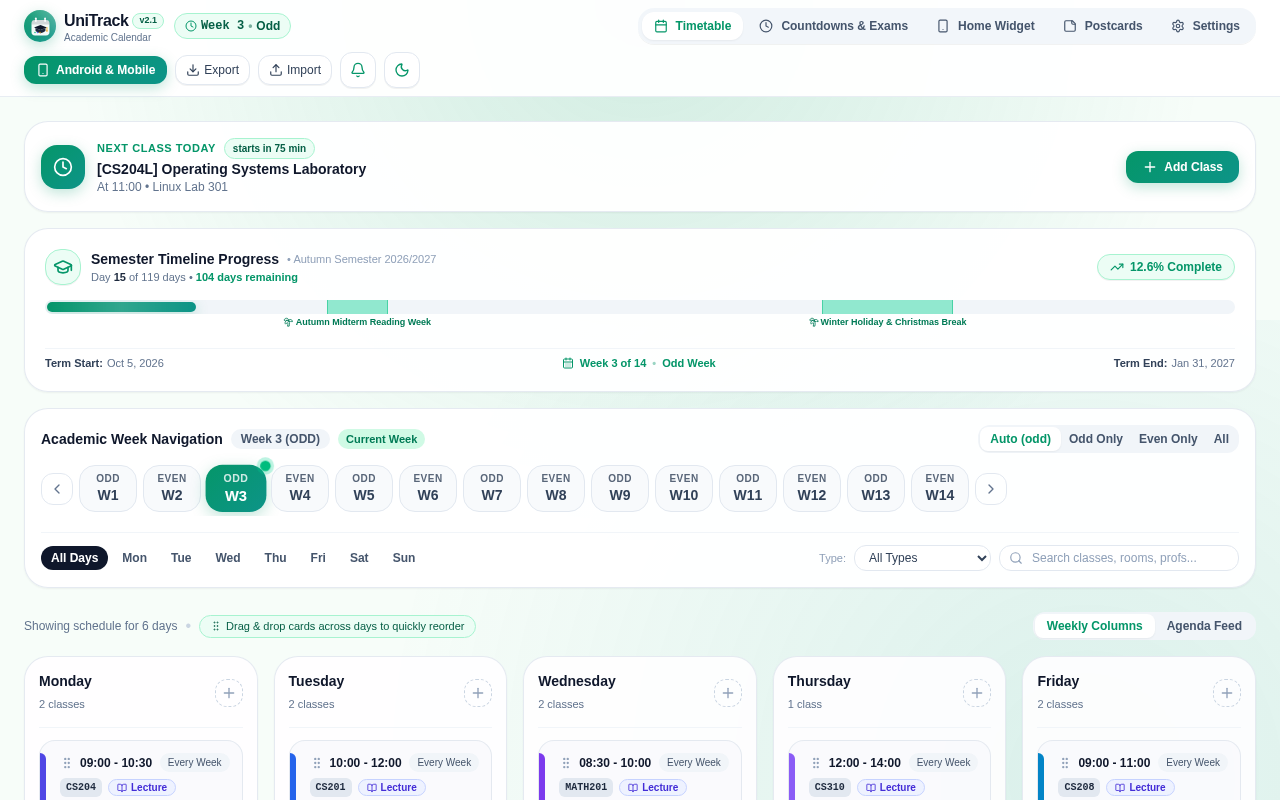 UniTrack v2.1
Academic Calendar
Week 3 • Odd
Timetable
Countdowns & Exams
Home Widget
Postcards
Settings
Android & Mobile
Export
Import
NEXT CLASS TODAY starts in 75 min
[CS204L] Operating Systems Laboratory
At 11:00 • Linux Lab 301
Add Class
Semester Timeline Progress • Autumn Semester 2026/2027
Day 15 of 119 days • 104 days remaining
12.6% Complete
Autumn Midterm Reading Week
Winter Holiday & Christmas Break
Term Start: Oct 5, 2026
Week 3 of 14 • Odd Week
Term End: Jan 31, 2027
Academic Week Navigation Week 3 (ODD) Current Week
Auto (odd) Odd Only Even Only All
ODD W1
EVEN W2
ODD W3
EVEN W4
ODD W5
EVEN W6
ODD W7
EVEN W8
ODD W9
EVEN W10
ODD W11
EVEN W12
ODD W13
EVEN W14
All Days Mon Tue Wed Thu Fri Sat Sun
Type: All Types
Search classes, rooms, profs...
Showing schedule for 6 days • Drag & drop cards across days to quickly reorder
Weekly Columns Agenda Feed
Monday
2 classes
09:00 - 10:30 Every Week
CS204 Lecture
Tuesday
2 classes
10:00 - 12:00 Every Week
CS201 Lecture
Wednesday
2 classes
08:30 - 10:00 Every Week
MATH201 Lecture
Thursday
1 class
12:00 - 14:00 Every Week
CS310 Lecture
Friday
2 classes
09:00 - 11:00 Every Week
CS208 Lecture